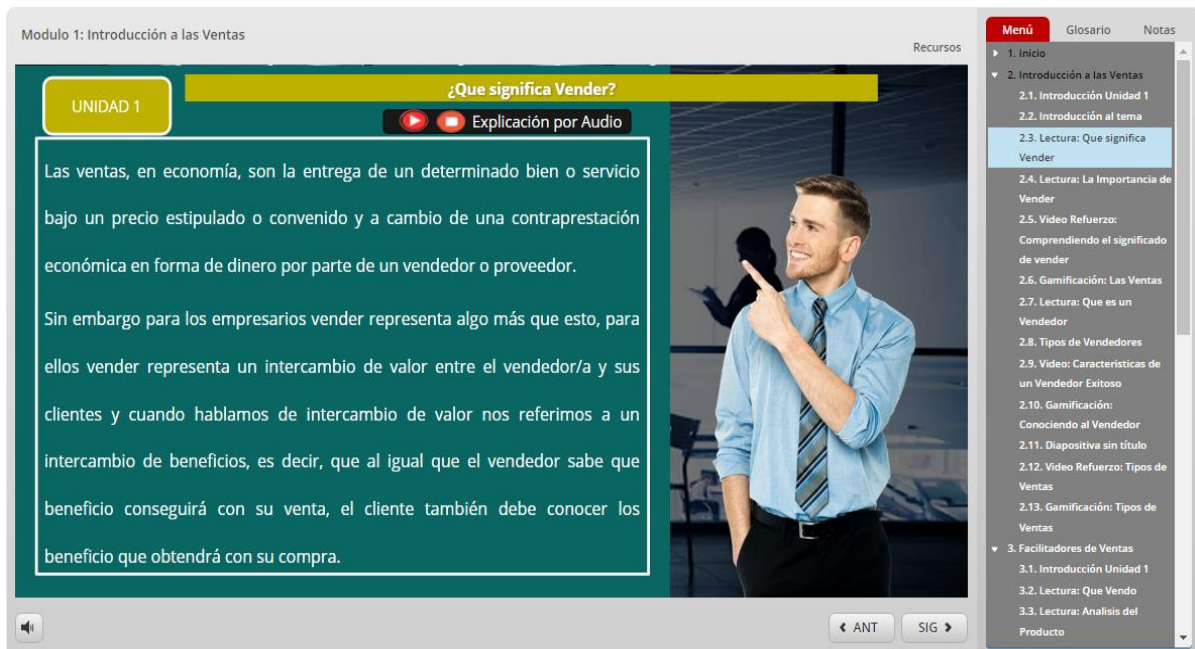 Modulo 1: Introducción a las Ventas
Recursos
UNIDAD 1
¿Que significa Vender?
Explicación por Audio
Las ventas, en economía, son la entrega de un determinado bien o servicio
bajo un precio estipulado o convenido y a cambio de una contraprestación
económica en forma de dinero por parte de un vendedor o proveedor.
Sin embargo para los empresarios vender representa algo más que esto, para
ellos vender representa un intercambio de valor entre el vendedor/a y sus
clientes y cuando hablamos de intercambio de valor nos referimos a un
intercambio de beneficios, es decir, que al igual que el vendedor sabe que
beneficio conseguirá con su venta, el cliente también debe conocer los
beneficio que obtendrá con su compra.
ANT
SIG
Menú
Glosario
Notas
1. Inicio
2. Introducción a las Ventas
2.1. Introducción Unidad 1
2.2. Introducción al tema
2.3. Lectura: Que significa
Vender
2.4. Lectura: La Importancia de
Vender
2.5. Video Refuerzo:
Comprendiendo el significado
de vender
2.6. Gamificación: Las Ventas
2.7. Lectura: Que es un
Vendedor
2.8. Tipos de Vendedores
2.9. Video: Caracteristicas de
un Vendedor Exitoso
2.10. Gamificación:
Conociendo al Vendedor
2.11. Diapositiva sin título
2.12. Video Refuerzo: Tipos de
Ventas
2.13. Gamificación: Tipos de
Ventas
3. Facilitadores de Ventas
3.1. Introducción Unidad 1
3.2. Lectura: Que Vendo
3.3. Lectura: Analisis del
Producto